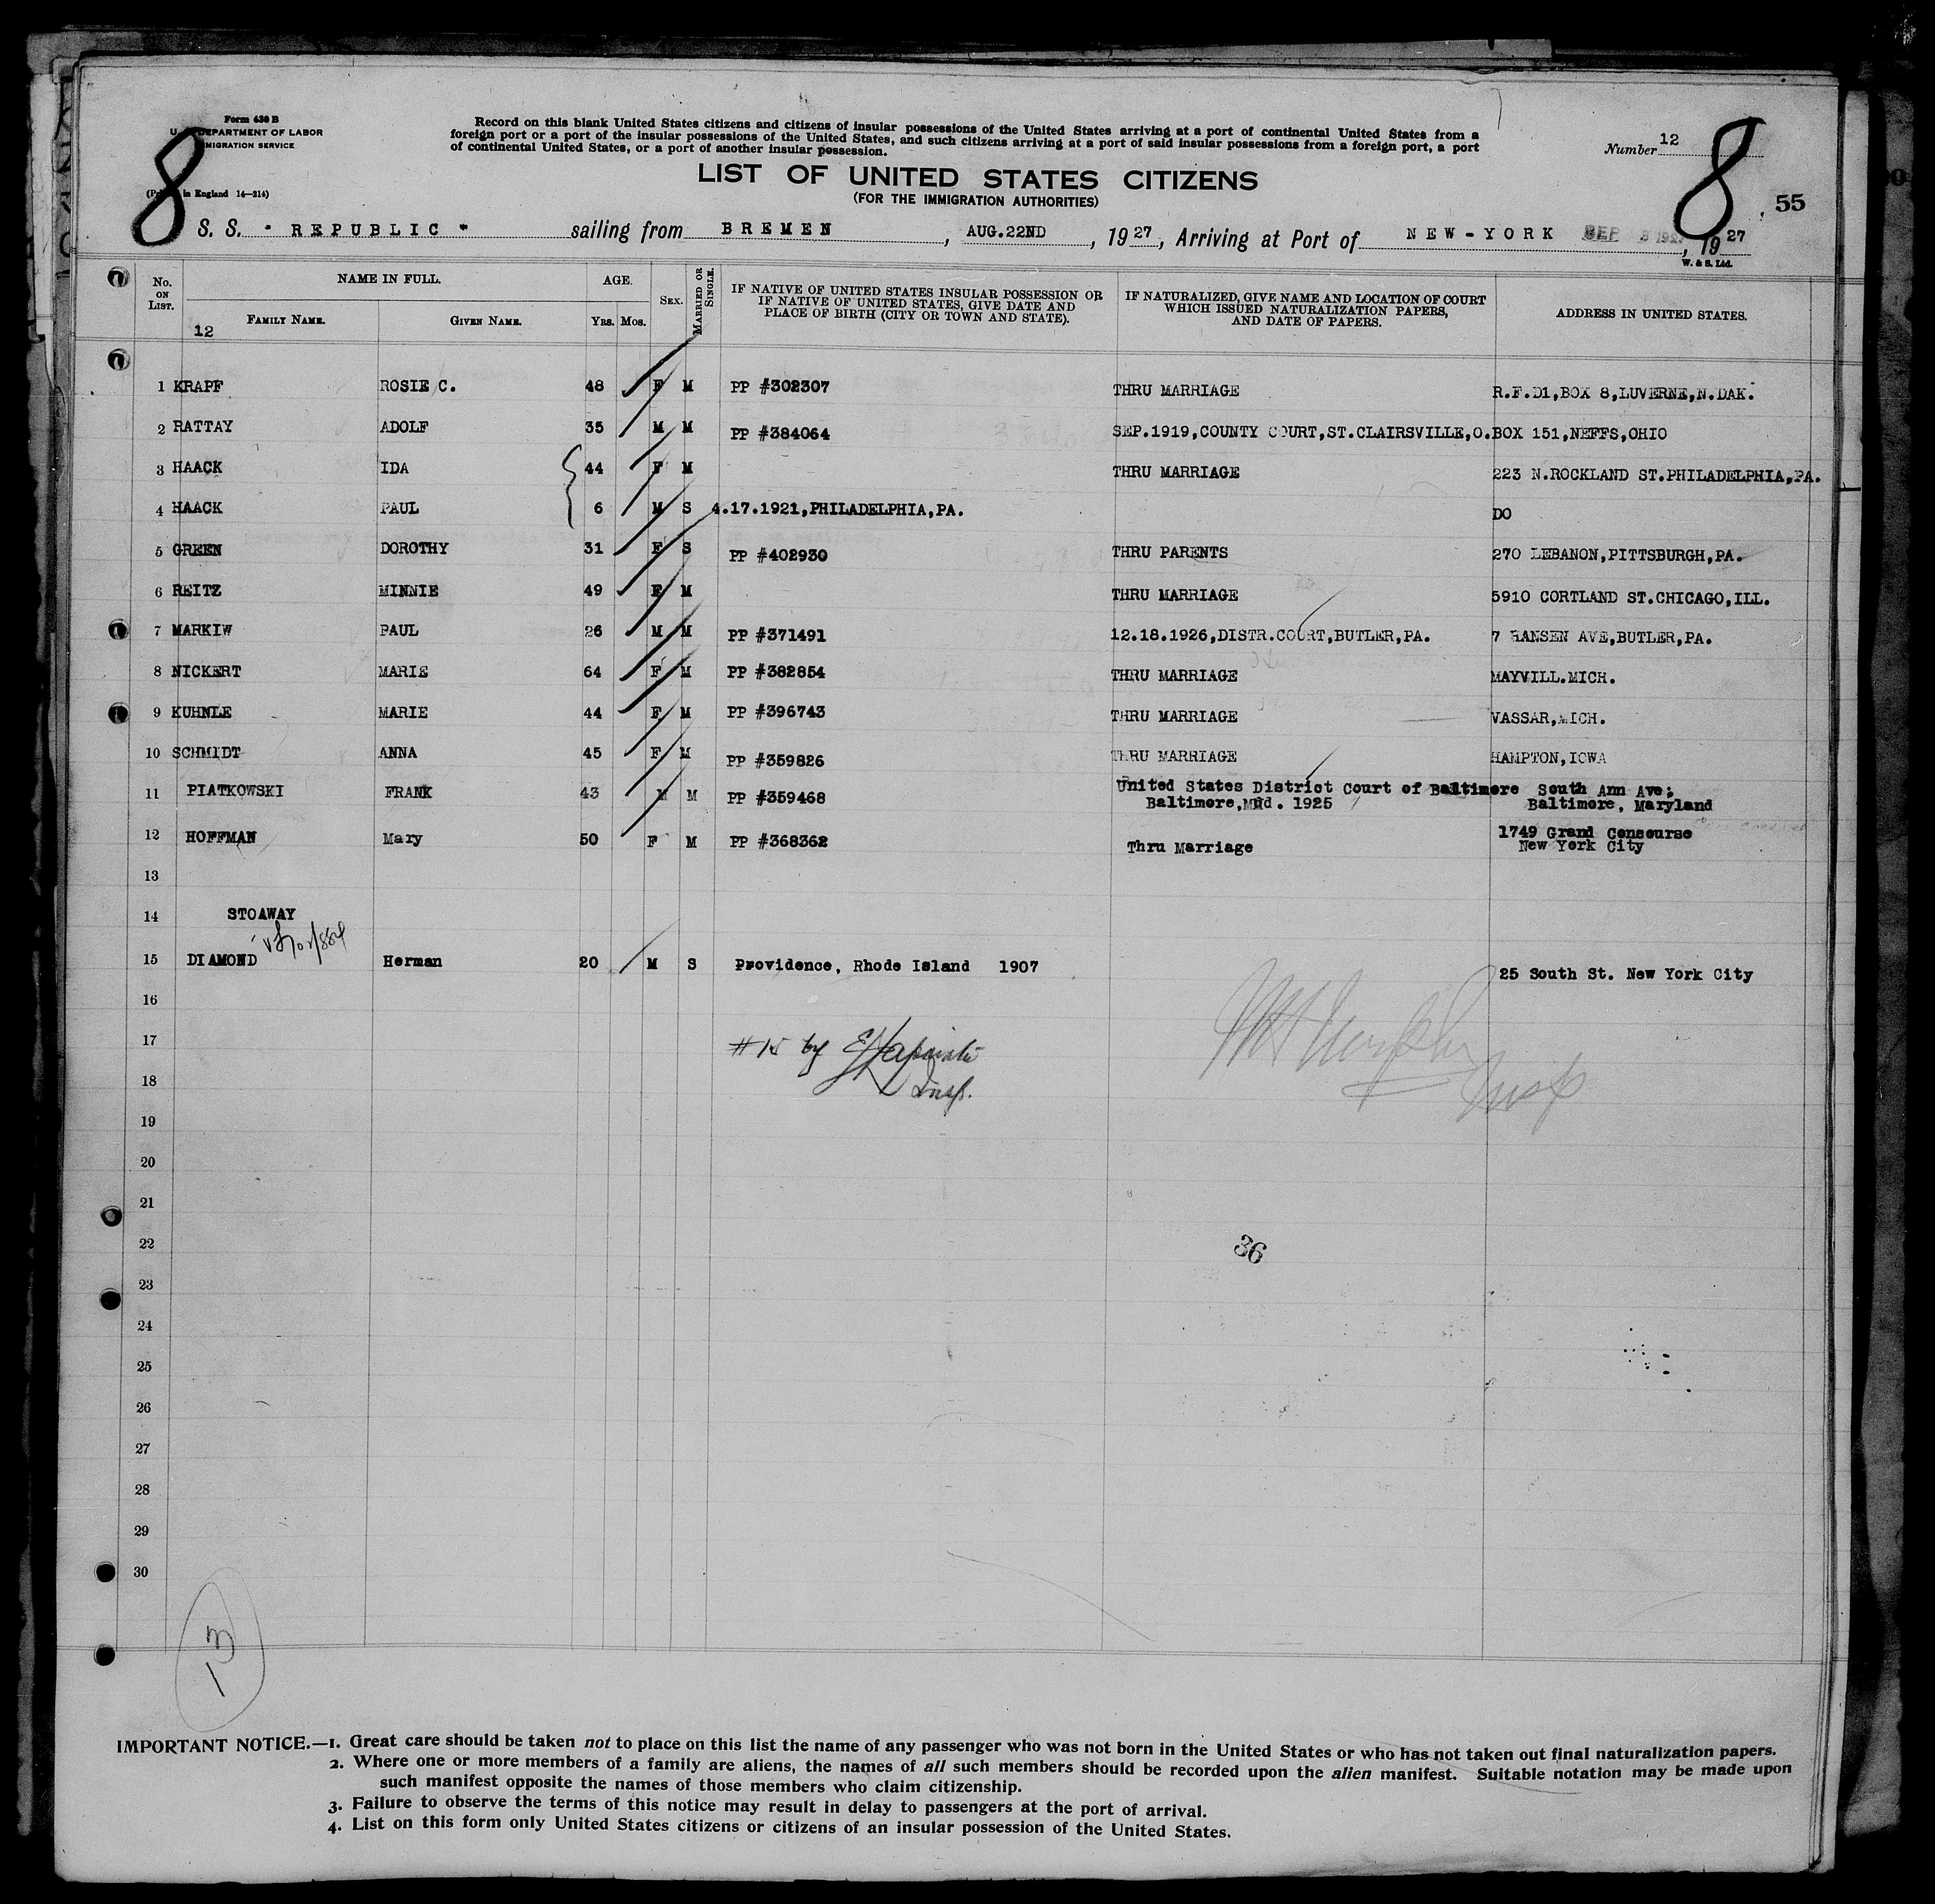 Form 630 B
U. S. DEPARTMENT OF LABOR
IMMIGRATION SERVICE
in England 14—214)
Record on this blank United States citizens and citizens of insular possessions of the United States arriving at a port of continental United States from a
foreign port or a port of the insular possessions of the United States, and such citizens arriving at a port of said insular possessions from a foreign port, a port
of continental United States, or a port of another insular possession.
Number 12
8
8
55
LIST OF UNITED STATES CITIZENS
(FOR THE IMMIGRATION AUTHORITIES)
S. S. "REPUBLIC" sailing from BREMEN, AUG.22ND, 1927, Arriving at Port of NEW-YORK SEP 1927
W. & S. Ltd.
No. ON LIST. NAME IN FULL. AGE. SEX. MARRIED OR SINGLE. IF NATIVE OF UNITED STATES INSULAR POSSESSION OR IF NATIVE OF UNITED STATES, GIVE DATE AND PLACE OF BIRTH (CITY OR TOWN AND STATE). IF NATURALIZED, GIVE NAME AND LOCATION OF COURT WHICH ISSUED NATURALIZATION PAPERS, AND DATE OF PAPERS. ADDRESS IN UNITED STATES.
12 FAMILY NAME. GIVEN NAME. YRS. MOS.
1 KRAPF ROSIE C. 48 F M PP #302307 THRU MARRIAGE R.F.D1,BOX 8,LUVERNE,N.DAK.
2 RATTAY ADOLF 35 M M PP #384064 SEP.1919,COUNTY COURT,ST.CLAIRSVILLE,O. BOX 151,NEFFS,OHIO
3 HAACK IDA 44 F M THRU MARRIAGE 223 N.ROCKLAND ST.PHILADELPHIA,PA.
4 HAACK PAUL 6 M S 4.17.1921,PHILADELPHIA,PA. DO
5 GREEN DOROTHY 31 F S PP #402930 THRU PARENTS 270 LEBANON,PITTSBURGH,PA.
6 REITZ MINNIE 49 F M THRU MARRIAGE 5910 CORTLAND ST.CHICAGO,ILL.
7 MARKIW PAUL 26 M M PP #371491 12.18.1926,DISTR.COURT,BUTLER,PA. 7 HANSEN AVE,BUTLER,PA.
8 NICKERT MARIE 64 F M PP #382854 THRU MARRIAGE MAYVILL.MICH.
9 KUHNLE MARIE 44 F M PP #396743 THRU MARRIAGE VASSAR,MICH.
10 SCHMIDT ANNA 45 F M PP #359826 THRU MARRIAGE HAMPTON,IOWA
11 PIATKOWSKI FRANK 43 M M PP #359468 United States District Court of Baltimore South Ann Ave;
Baltimore,Md. 1925 Baltimore, Maryland
12 HOFFMAN Mary 50 F M PP #368362 Thru Marriage 1749 Grand Concourse
New York City
13
14 STOAWAY
15 DIAMOND Herman 20 M S Providence, Rhode Island 1907 25 South St. New York City
16
17 #15 by
Insp.
Insp
18
19
20
21
22
36
23
24
25
26
27
28
29
30
13
IMPORTANT NOTICE.—1. Great care should be taken not to place on this list the name of any passenger who was not born in the United States or who has not taken out final naturalization papers.
2. Where one or more members of a family are aliens, the names of all such members should be recorded upon the alien manifest. Suitable notation may be made upon
such manifest opposite the names of those members who claim citizenship.
3. Failure to observe the terms of this notice may result in delay to passengers at the port of arrival.
4. List on this form only United States citizens or citizens of an insular possession of the United States.